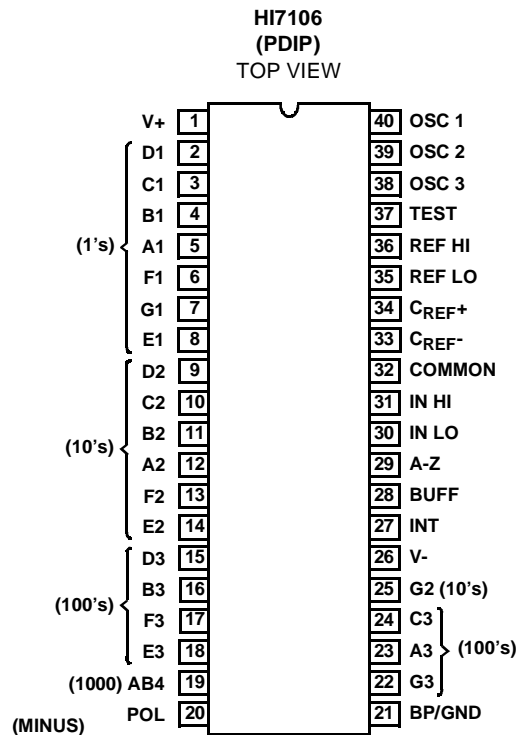 HI7106
(PDIP)
TOP VIEW
V+ 1 40 OSC 1
D1 2 39 OSC 2
C1 3 38 OSC 3
B1 4 37 TEST
(1's) A1 5 36 REF HI
F1 6 35 REF LO
G1 7 34 CREF+
E1 8 33 CREF-
D2 9 32 COMMON
C2 10 31 IN HI
B2 11 30 IN LO
(10's) A2 12 29 A-Z
F2 13 28 BUFF
E2 14 27 INT
D3 15 26 V-
(100's) B3 16 25 G2 (10's)
F3 17 24 C3
E3 18 23 A3 (100's)
(1000) AB4 19 22 G3
(MINUS) POL 20 21 BP/GND